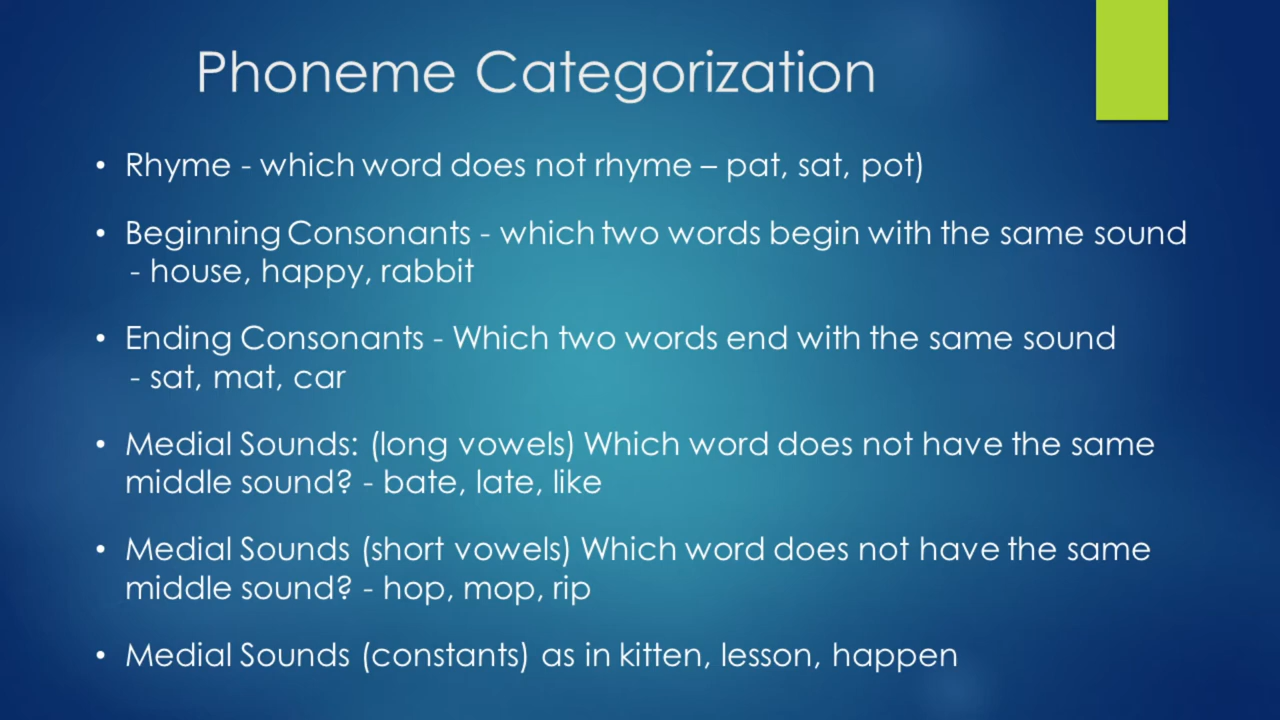 Phoneme Categorization
• Rhyme - which word does not rhyme – pat, sat, pot)
• Beginning Consonants - which two words begin with the same sound
- house, happy, rabbit
• Ending Consonants - Which two words end with the same sound
- sat, mat, car
• Medial Sounds: (long vowels) Which word does not have the same
middle sound? - bate, late, like
• Medial Sounds (short vowels) Which word does not have the same
middle sound? - hop, mop, rip
• Medial Sounds (constants) as in kitten, lesson, happen